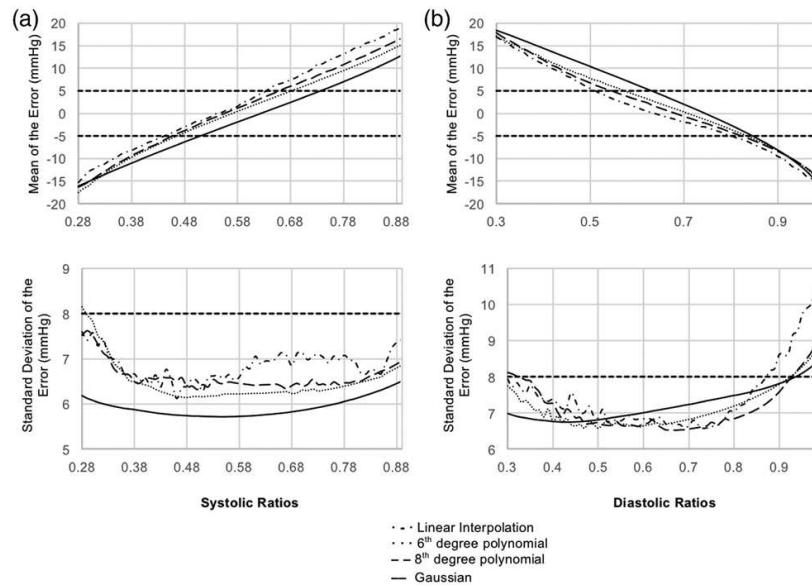 (a)
20
15
10
5
0
-5
-10
-15
-20
Mean of the Error (mmHg)
0.28 0.38 0.48 0.58 0.68 0.78 0.88
(b)
20
15
10
5
0
-5
-10
-15
-20
Mean of the Error (mmHg)
0.3 0.5 0.7 0.9
9
8
7
6
5
Standard Deviation of the
Error (mmHg)
0.28 0.38 0.48 0.58 0.68 0.78 0.88
Systolic Ratios
11
10
9
8
7
6
Standard Deviation of the
Error (mmHg)
0.3 0.4 0.5 0.6 0.7 0.8 0.9
Diastolic Ratios
Linear Interpolation
6th degree polynomial
8th degree polynomial
Gaussian